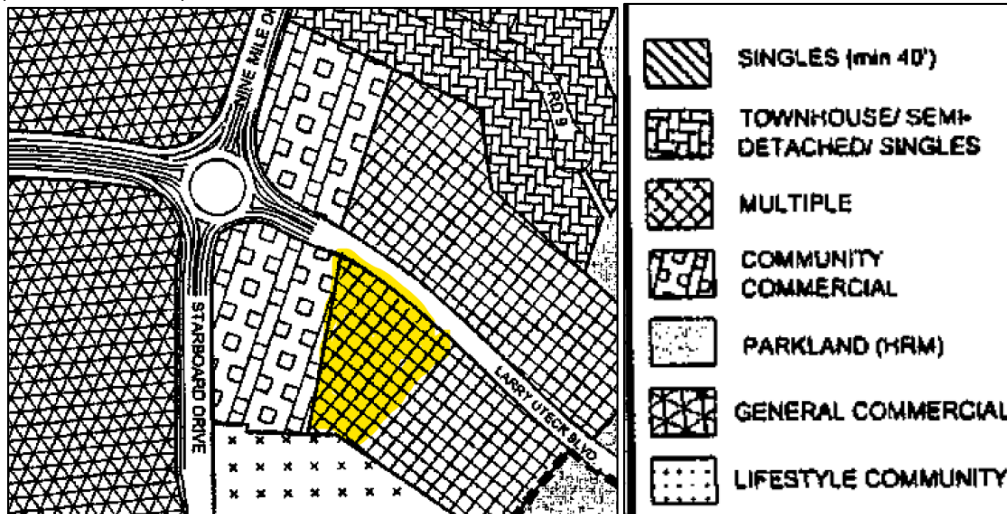 NINE MILE DR
RD 9
STARBOARD DRIVE
LARRY UTECK BLVD.
SINGLES (min 40')
TOWNHOUSE/ SEMI-
DETACHED/ SINGLES
MULTIPLE
COMMUNITY
COMMERCIAL
PARKLAND (HRM)
GENERAL COMMERCIAL
LIFESTYLE COMMUNITY